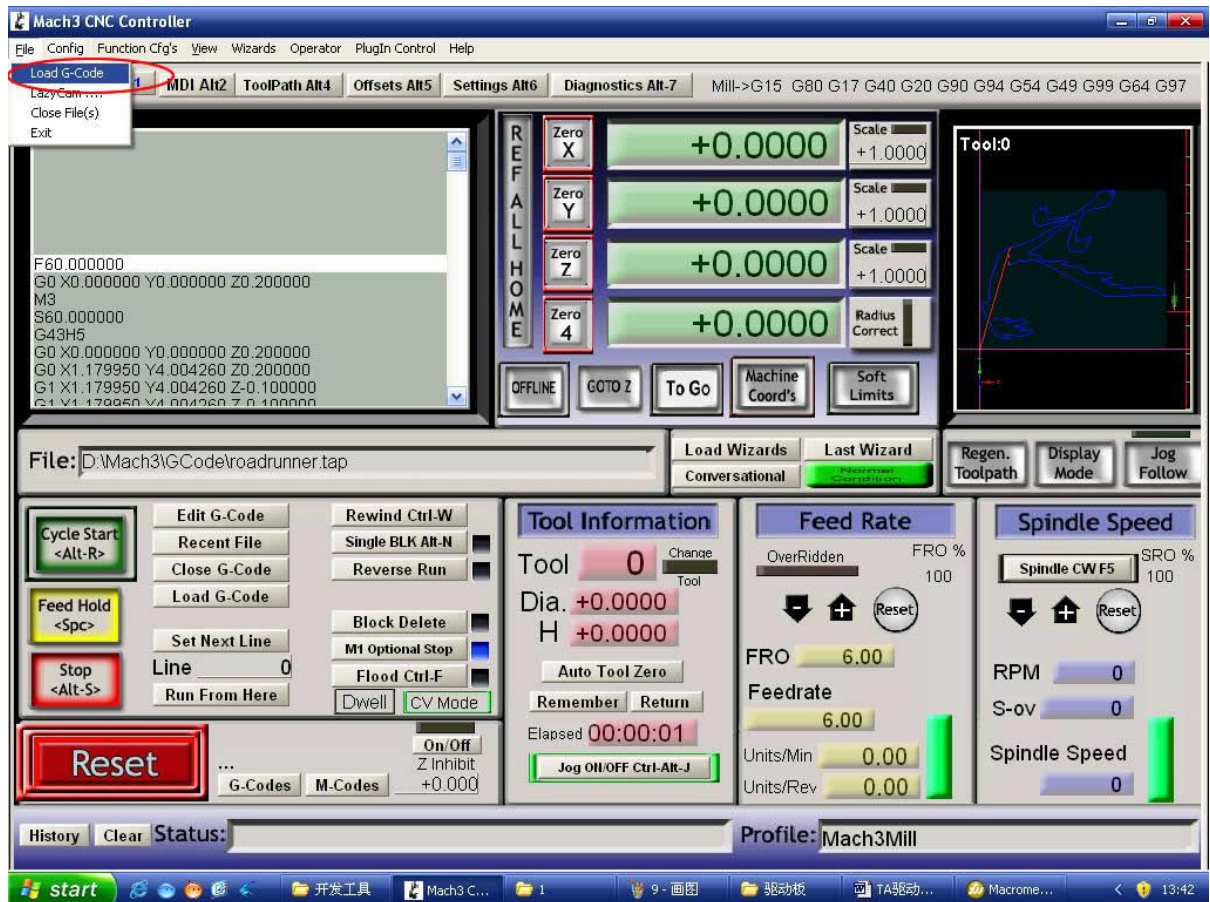 Mach3 CNC Controller
File Config Function Cfg's View Wizards Operator PlugIn Control Help
Load G-Code
LazyCam ....
Close File(s)
Exit
1 MDI Alt2 ToolPath Alt4 Offsets Alt5 Settings Alt6 Diagnostics Alt-7 Mill->G15 G80 G17 G40 G20 G90 G94 G54 G49 G99 G64 G97
F60.000000
G0 X0.000000 Y0.000000 Z0.200000
M3
S60.000000
G43H5
G0 X0.000000 Y0.000000 Z0.200000
G0 X1.179950 Y4.004260 Z0.200000
G1 X1.179950 Y4.004260 Z-0.100000
G1 X1.179950 Y4.004260 Z-0.100000
REF ALL HOME
Zero X +0.0000 Scale +1.0000
Zero Y +0.0000 Scale +1.0000
Zero Z +0.0000 Scale +1.0000
Zero 4 +0.0000 Radius Correct
OFFLINE GOTO Z To Go Machine Coord's Soft Limits
Tool:0
File: D:\Mach3\GCode\roadrunner.tap
Load Wizards Last Wizard
Conversational Normal Condition
Regen. Toolpath Display Mode Jog Follow
Cycle Start <Alt-R>
Feed Hold <Spc>
Stop <Alt-S>
Edit G-Code
Recent File
Close G-Code
Load G-Code
Set Next Line
Line 0
Run From Here
Rewind Ctrl-W
Single BLK Alt-N
Reverse Run
Block Delete
M1 Optional Stop
Flood Ctrl-F
Dwell CV Mode
Reset
...
G-Codes M-Codes
On/Off
Z Inhibit
+0.000
Tool Information
Tool 0 Change Tool
Dia. +0.0000
H +0.0000
Auto Tool Zero
Remember Return
Elapsed 00:00:01
Jog ON/OFF Ctrl-Alt-J
Feed Rate
OverRidden FRO % 100
Reset
FRO 6.00
Feedrate
6.00
Units/Min 0.00
Units/Rev 0.00
Spindle Speed
Spindle CW F5 SRO % 100
Reset
RPM 0
S-ov 0
Spindle Speed
0
History Clear Status:
Profile: Mach3Mill
start 开发工具 Mach3 C... 1 9 - 画图 驱动板 TA驱动... Macrome... 13:42